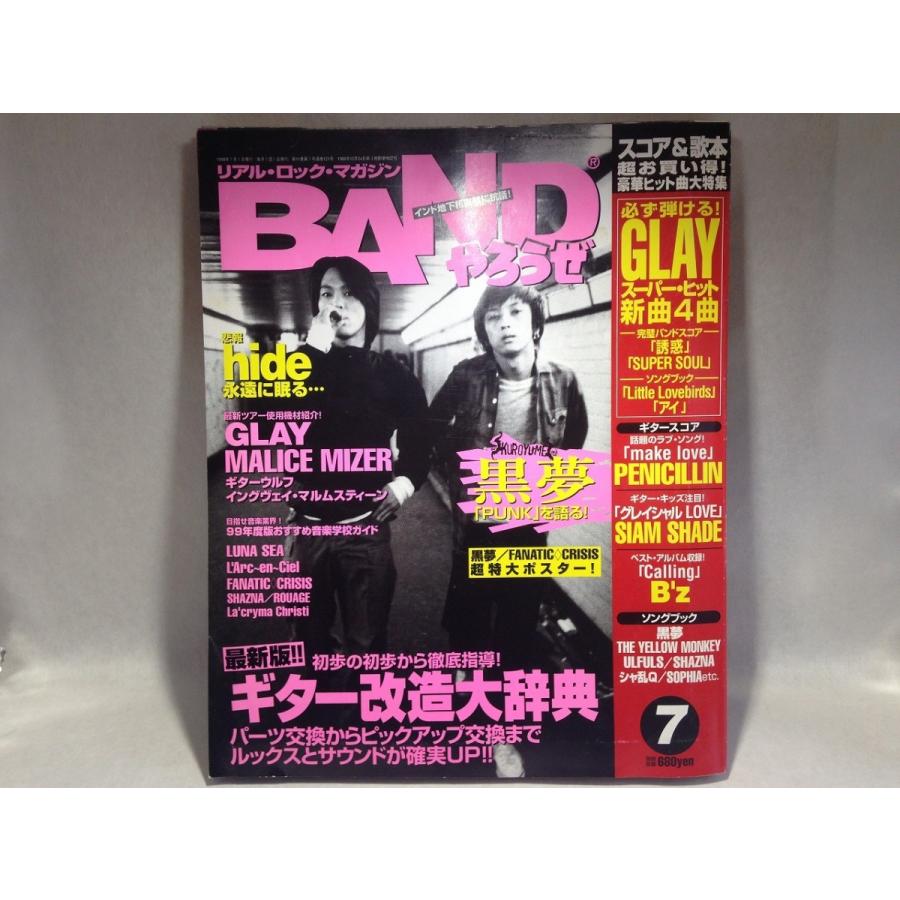 リアル・ロック・マガジン
BANDやろうぜ®
インド地下核実験に抗議!
悲報
hide
永遠に眠る…
最新ツアー使用機材紹介!
GLAY
MALICE MIZER
ギターウルフ
イングヴェイ・マルムスティーン
目指せ音楽業界!
99年度版おすすめ音楽学校ガイド
LUNA SEA
L'Arc~en~Ciel
FANATIC◇CRISIS
SHAZNA/ROUAGE
La'cryma Christi
KUROYUME
黒夢
「PUNK」を語る!
黒夢/FANATIC◇CRISIS
超特大ポスター!
最新版!!
初歩の初歩から徹底指導!
ギター改造大辞典
パーツ交換からピックアップ交換まで
ルックスとサウンドが確実UP!!
スコア&歌本
超お買い得!
豪華ヒット曲大特集
必ず弾ける!
GLAY
スーパー・ヒット
新曲4曲
完璧バンドスコア
「誘惑」
「SUPER SOUL」
ソングブック
「Little Lovebirds」
「アイ」
ギタースコア
話題のラブ・ソング!
「make love」
PENICILLIN
ギター・キッズ注目!
「グレイシャル LOVE」
SIAM SHADE
ベスト・アルバム収録!
「Calling」
B'z
ソングブック
黒夢
THE YELLOW MONKEY
ULFULS/SHAZNA
シャ乱Q/SOPHIA etc.
7
680yen